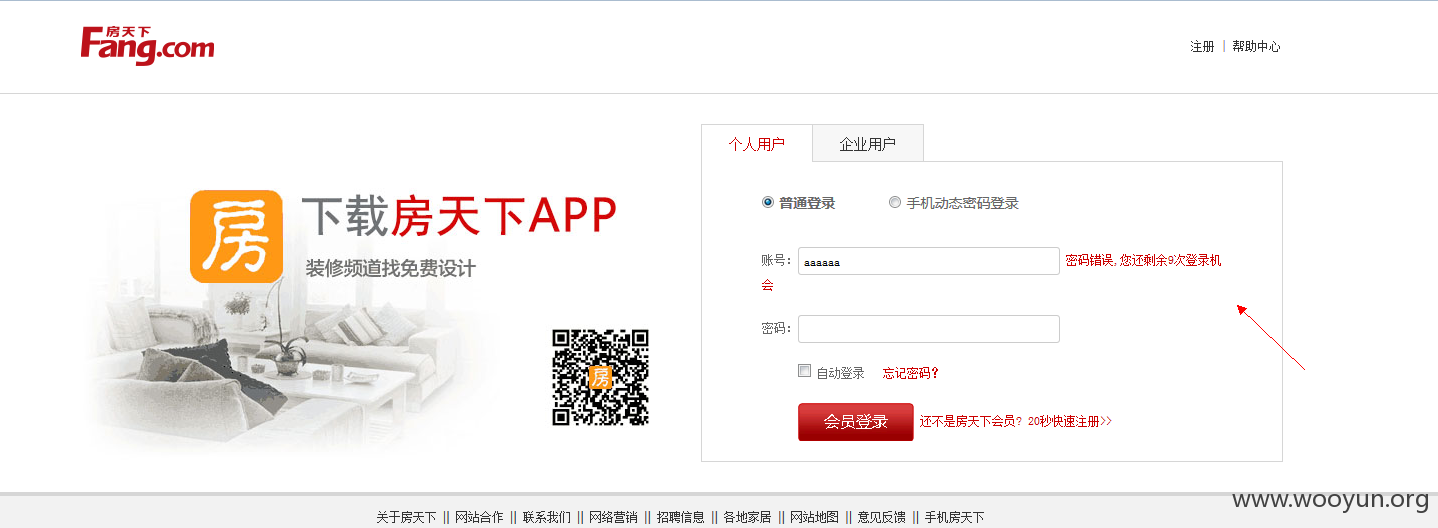 房天下
Fang.com
注册 | 帮助中心
个人用户 企业用户
下载房天下APP
装修频道找免费设计
房
房
普通登录 手机动态密码登录
账号： aaaaaa 密码错误,您还剩余9次登录机
会
密码：
自动登录 忘记密码?
会员登录 还不是房天下会员? 20秒快速注册>>
www.wooyun.org
关于房天下 || 网站合作 || 联系我们 || 网络营销 || 招聘信息 || 各地家居 || 网站地图 || 意见反馈 || 手机房天下